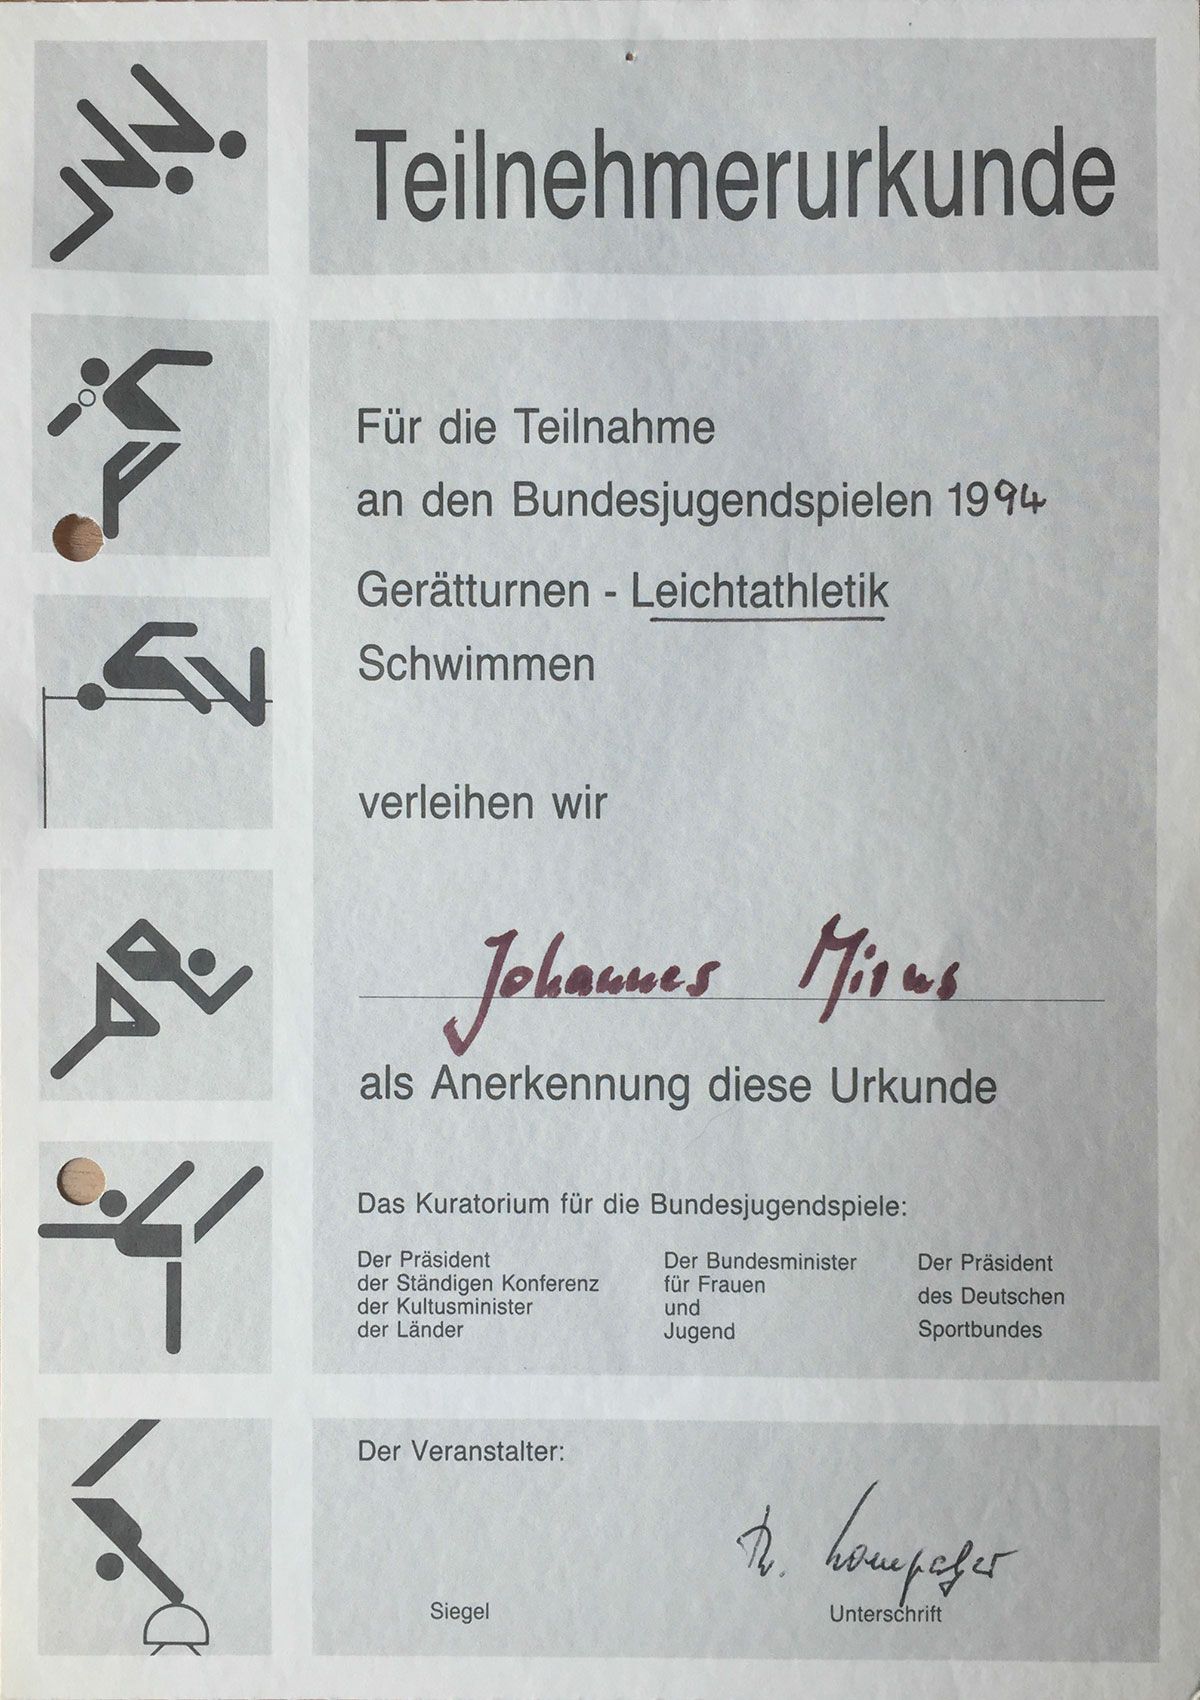 Teilnehmerurkunde
Für die Teilnahme
an den Bundesjugendspielen 1994
Gerätturnen - Leichtathletik
Schwimmen
verleihen wir
Johannes Mirus
als Anerkennung diese Urkunde
Das Kuratorium für die Bundesjugendspiele:
Der Präsident
der Ständigen Konferenz
der Kultusminister
der Länder
Der Bundesminister
für Frauen
und
Jugend
Der Präsident
des Deutschen
Sportbundes
Der Veranstalter:
Siegel
Unterschrift